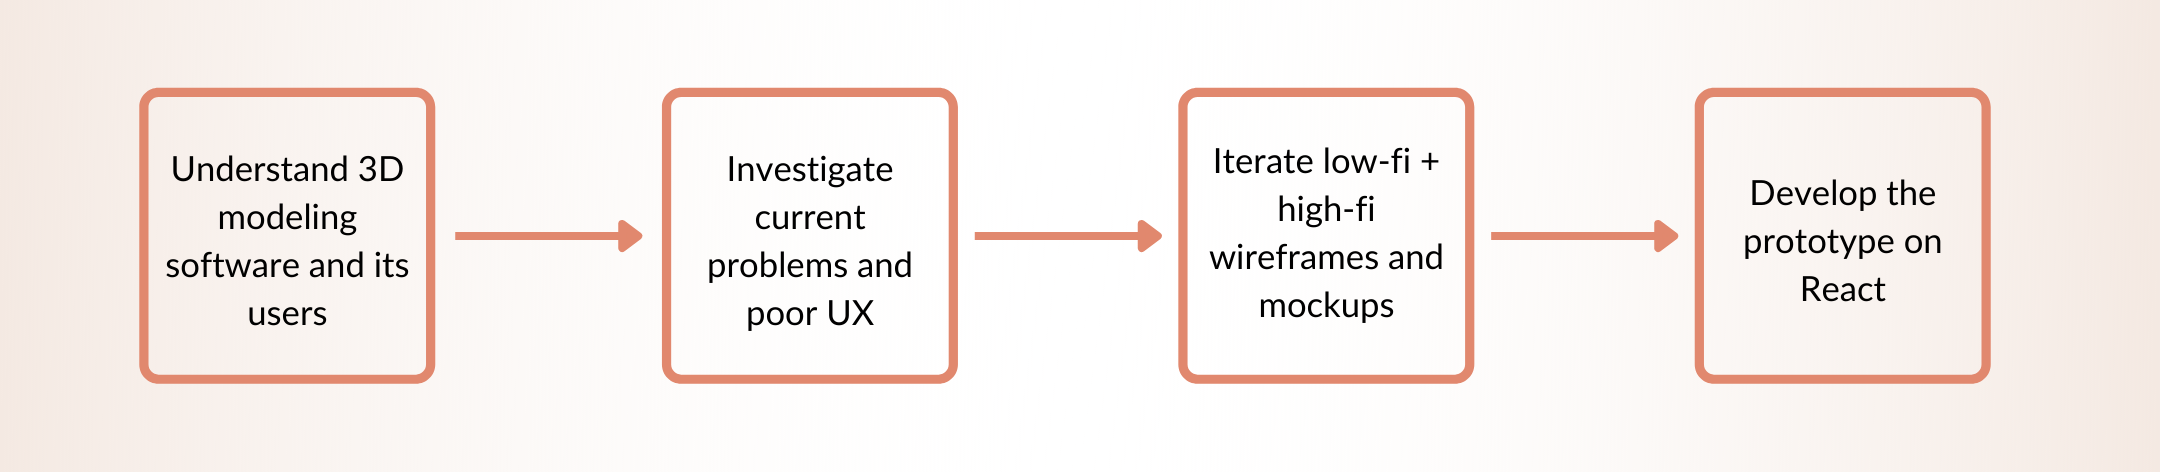 Understand 3D
modeling
software and its
users
Investigate
current
problems and
poor UX
Iterate low-fi +
high-fi
wireframes and
mockups
Develop the
prototype on
React